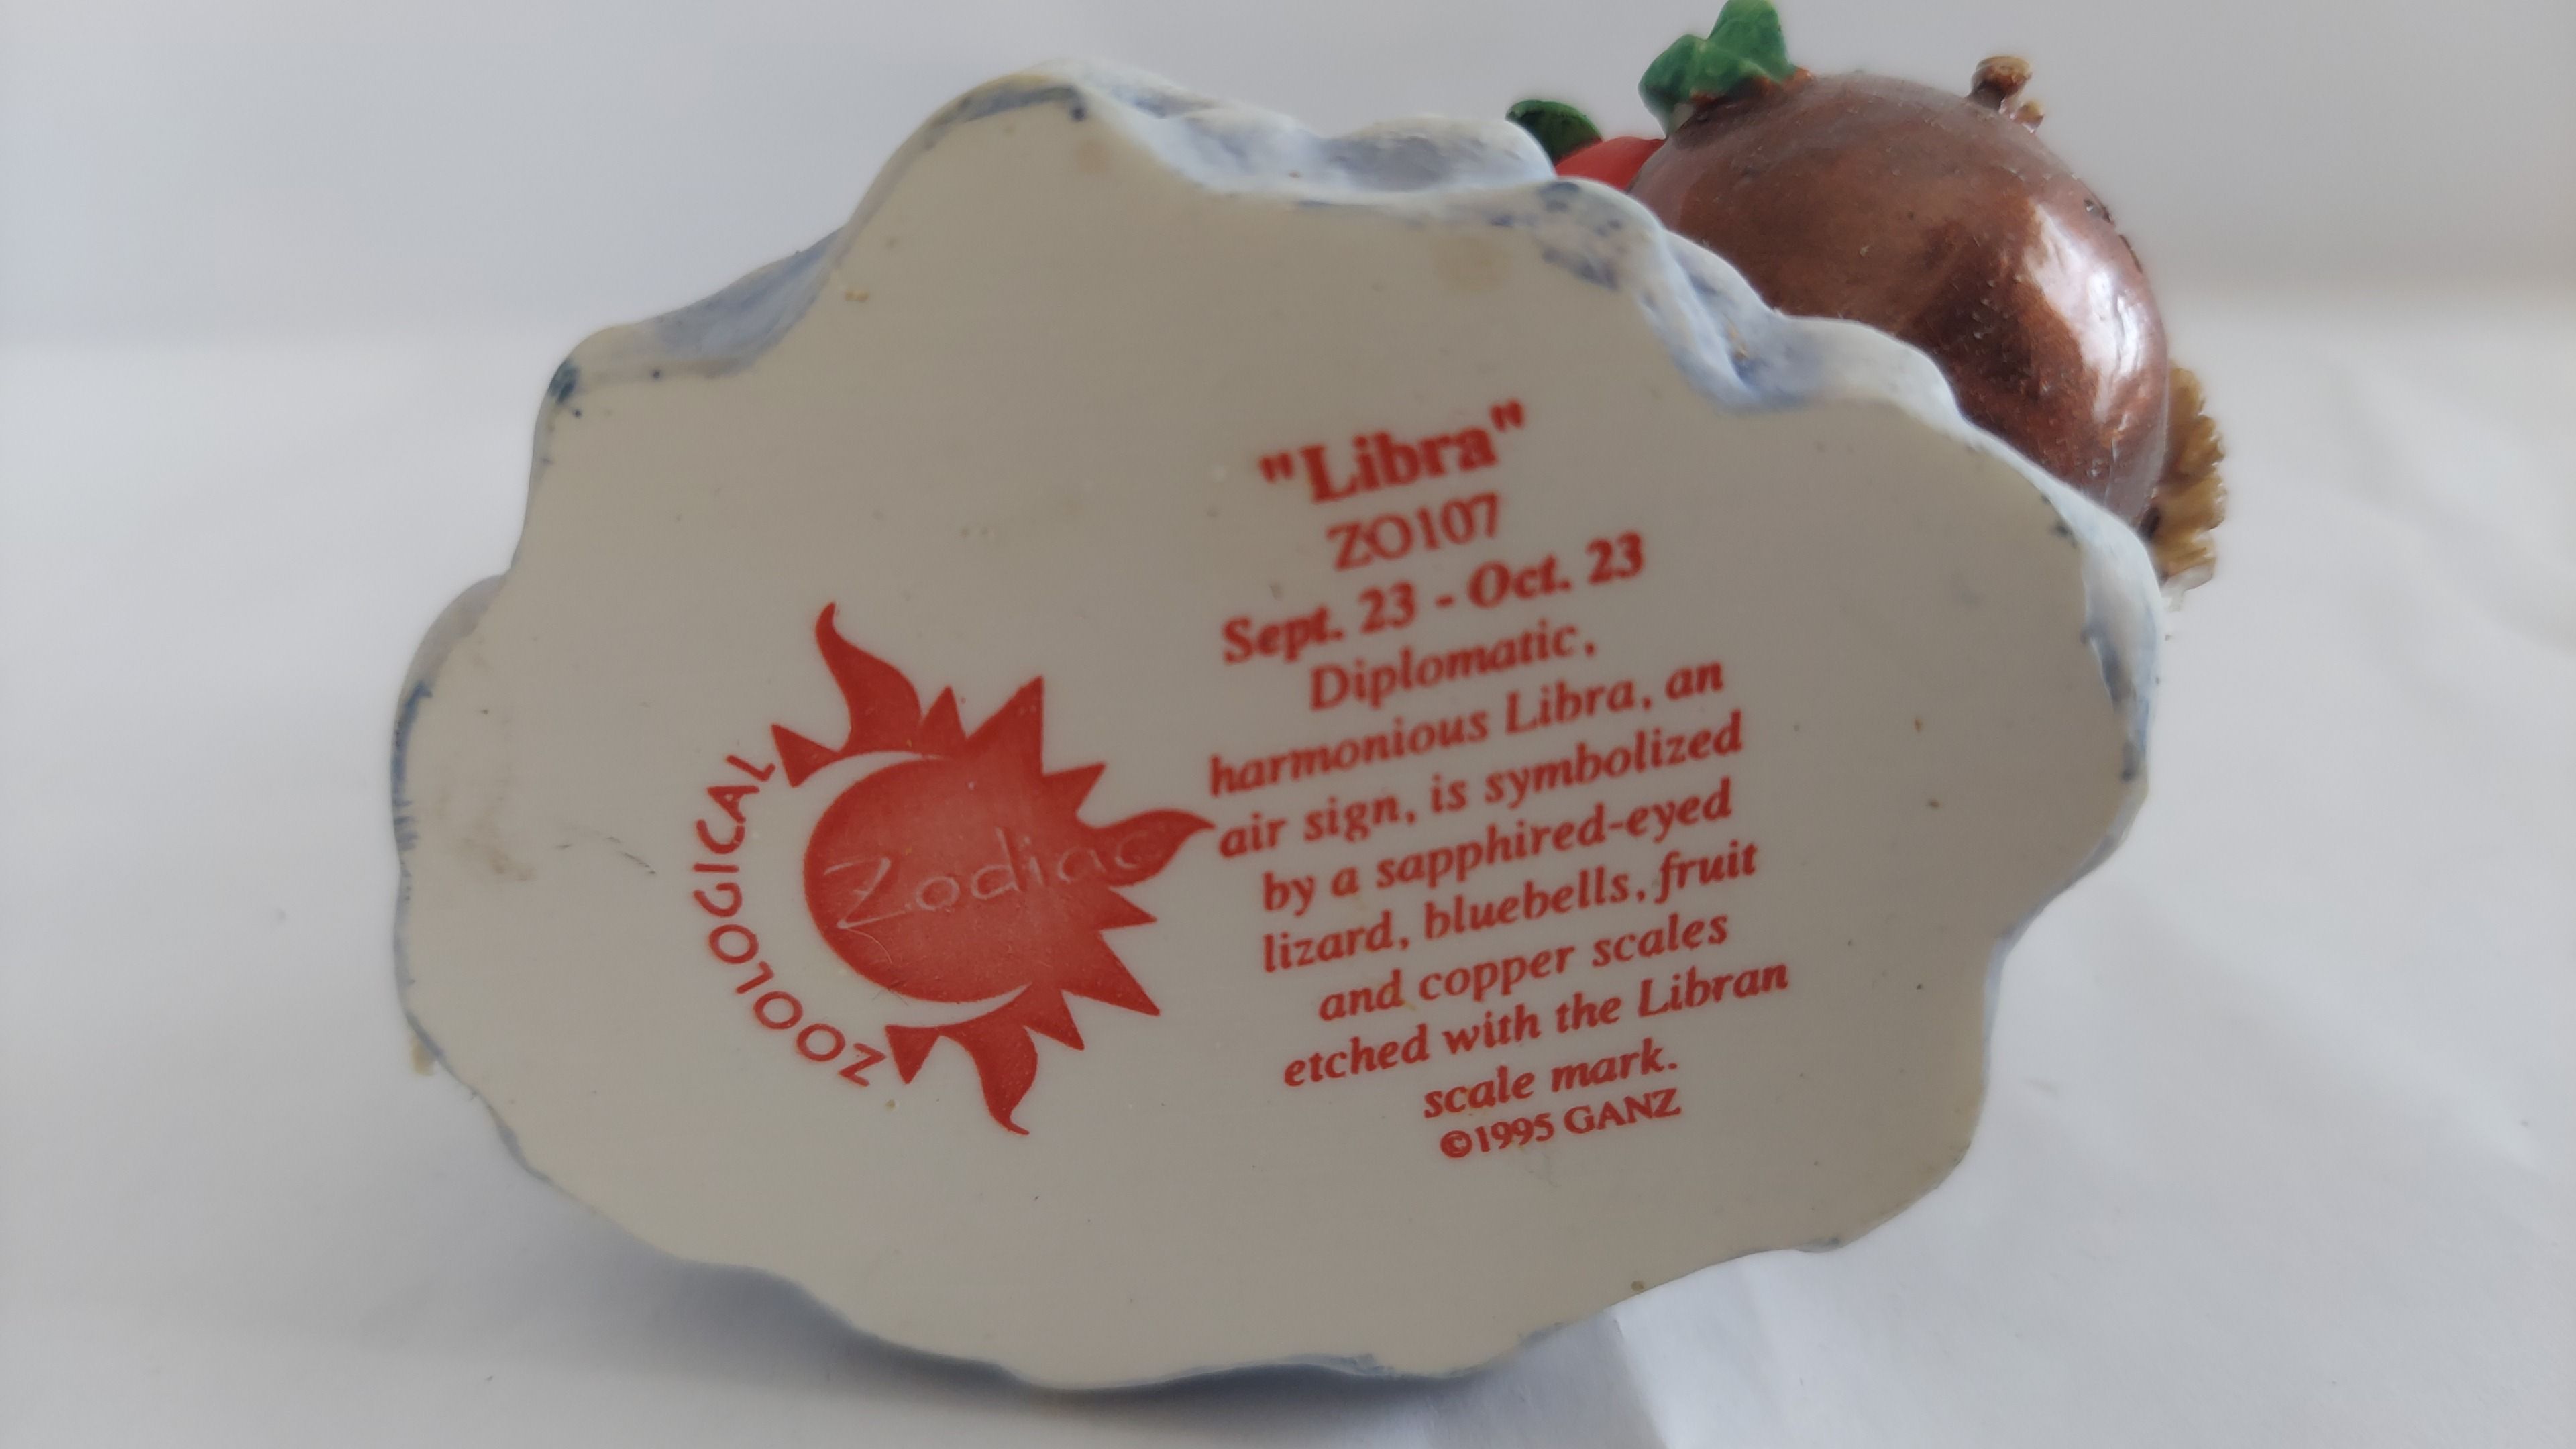 "Libra"
ZO107
Sept. 23 - Oct. 23
Diplomatic,
harmonious Libra, an
air sign, is symbolized
by a sapphired-eyed
lizard, bluebells, fruit
and copper scales
etched with the Libran
scale mark.
©1995 GANZ
ZOOLOGICAL
Zodiac